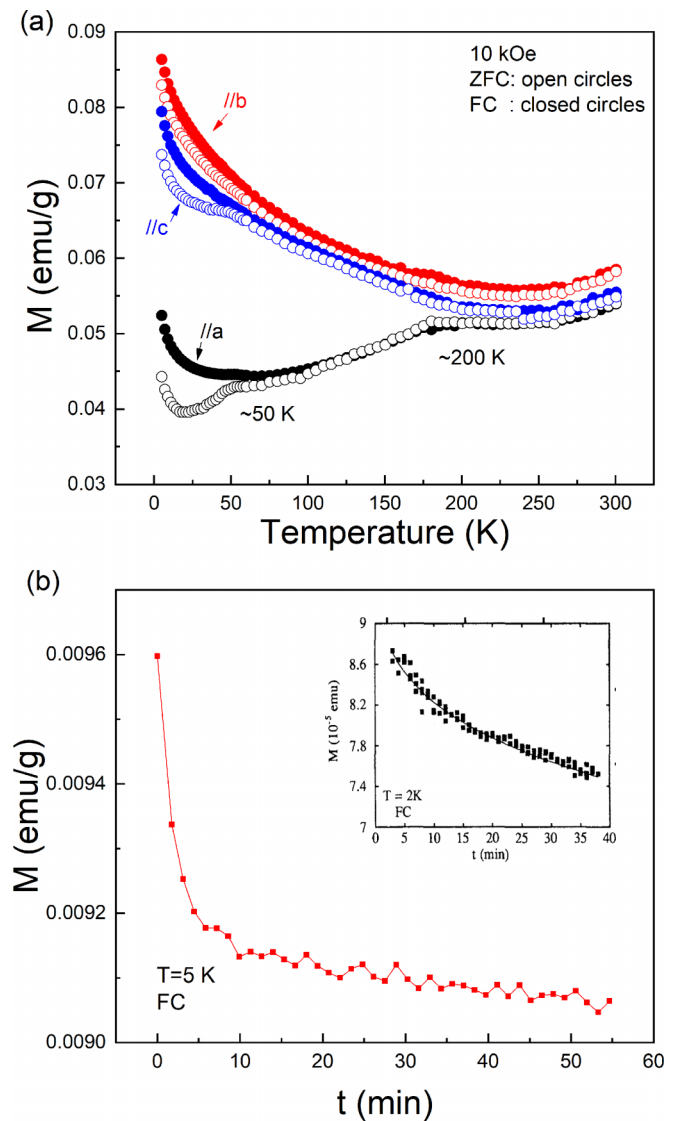 (a)
0.09
0.08
0.07
0.06
0.05
0.04
0.03
M (emu/g)
10 kOe
ZFC: open circles
FC : closed circles
//b
//c
//a
~200 K
~50 K
0 50 100 150 200 250 300
Temperature (K)
(b)
0.0096
0.0094
0.0092
0.0090
M (emu/g)
9
8.6
8.2
7.8
7.4
7
M (10⁻⁵ emu)
T = 2K
FC
0 5 10 15 20 25 30 35 40
t (min)
T=5 K
FC
0 10 20 30 40 50 60
t (min)